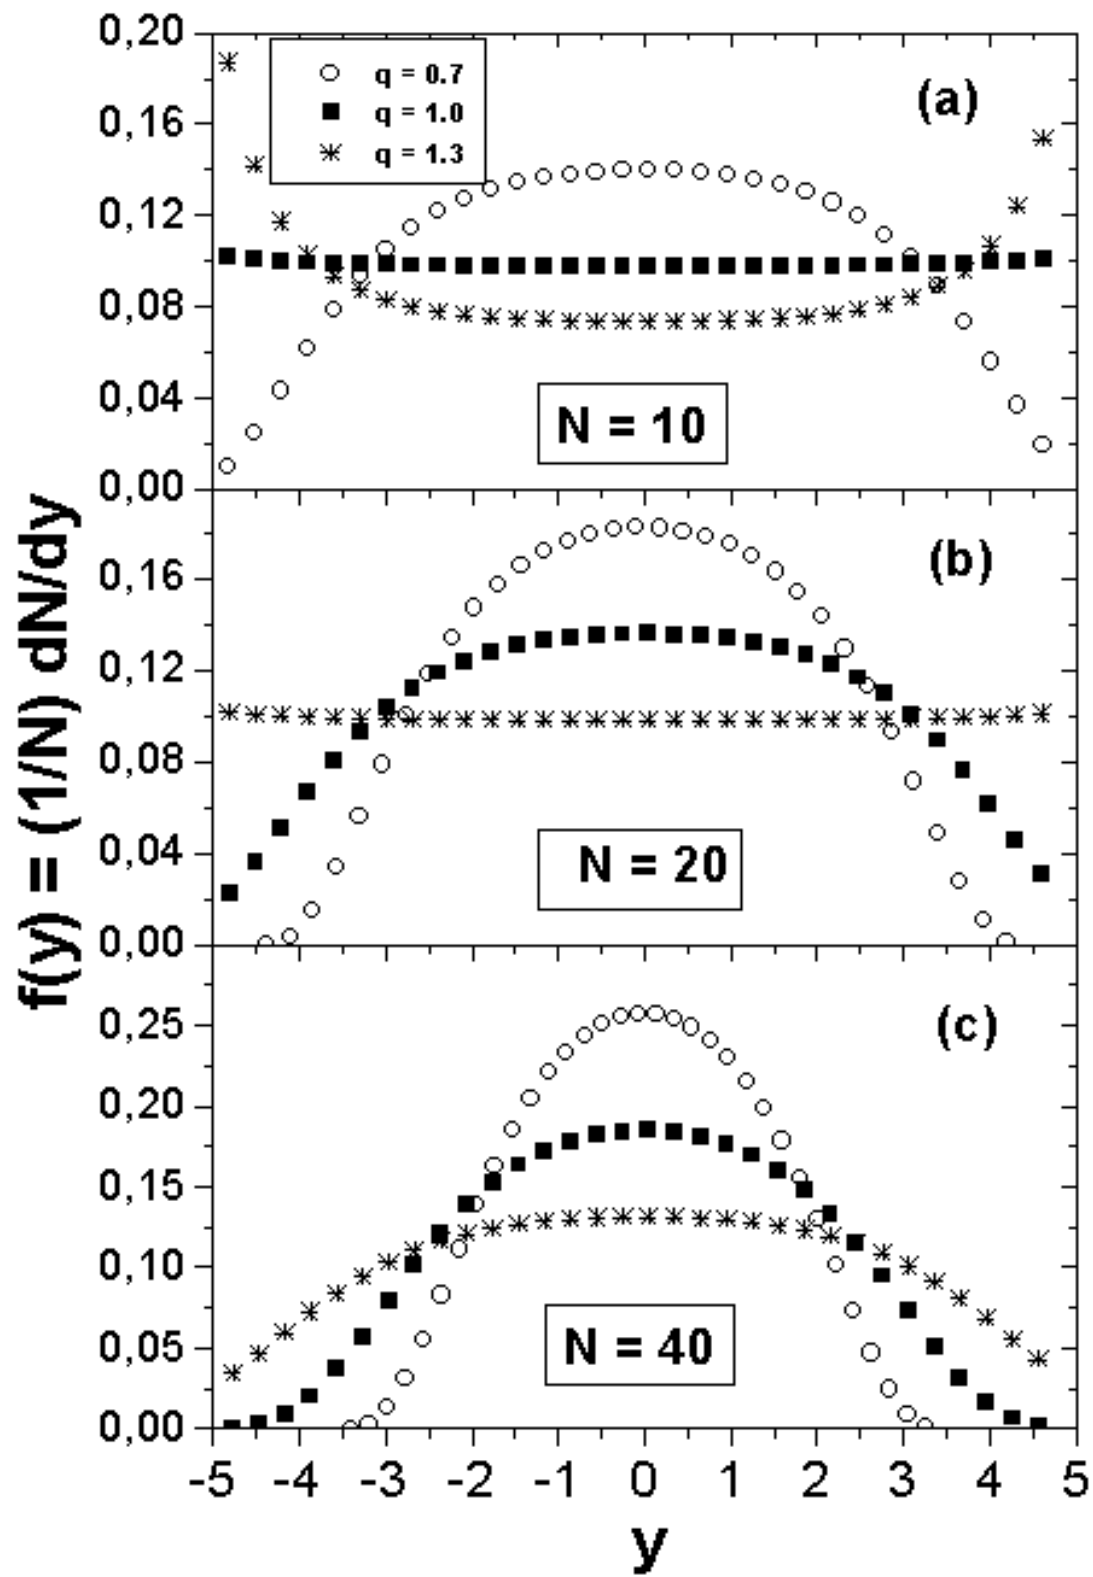 f(y) = (1/N) dN/dy
0,20
0,16
0,12
0,08
0,04
0,00
q = 0.7
q = 1.0
q = 1.3
(a)
N = 10
0,16
0,12
0,08
0,04
0,00
(b)
N = 20
0,25
0,20
0,15
0,10
0,05
0,00
(c)
N = 40
-5 -4 -3 -2 -1 0 1 2 3 4 5
y